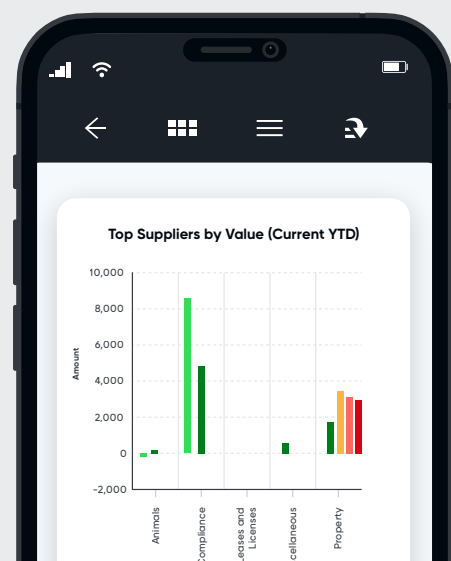 Top Suppliers by Value (Current YTD)
10,000
8,000
6,000
4,000
2,000
0
-2,000
Amount
Animals
Compliance
Leases and
Licenses
cellaneous
Property